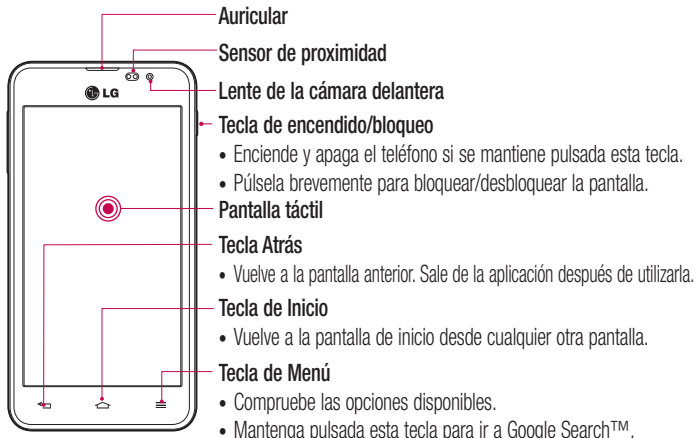 Auricular
Sensor de proximidad
LG
Lente de la cámara delantera
Tecla de encendido/bloqueo
• Enciende y apaga el teléfono si se mantiene pulsada esta tecla.
• Púlsela brevemente para bloquear/desbloquear la pantalla.
Pantalla táctil
Tecla Atrás
• Vuelve a la pantalla anterior. Sale de la aplicación después de utilizarla.
Tecla de Inicio
• Vuelve a la pantalla de inicio desde cualquier otra pantalla.
Tecla de Menú
• Compruebe las opciones disponibles.
• Mantenga pulsada esta tecla para ir a Google Search™.